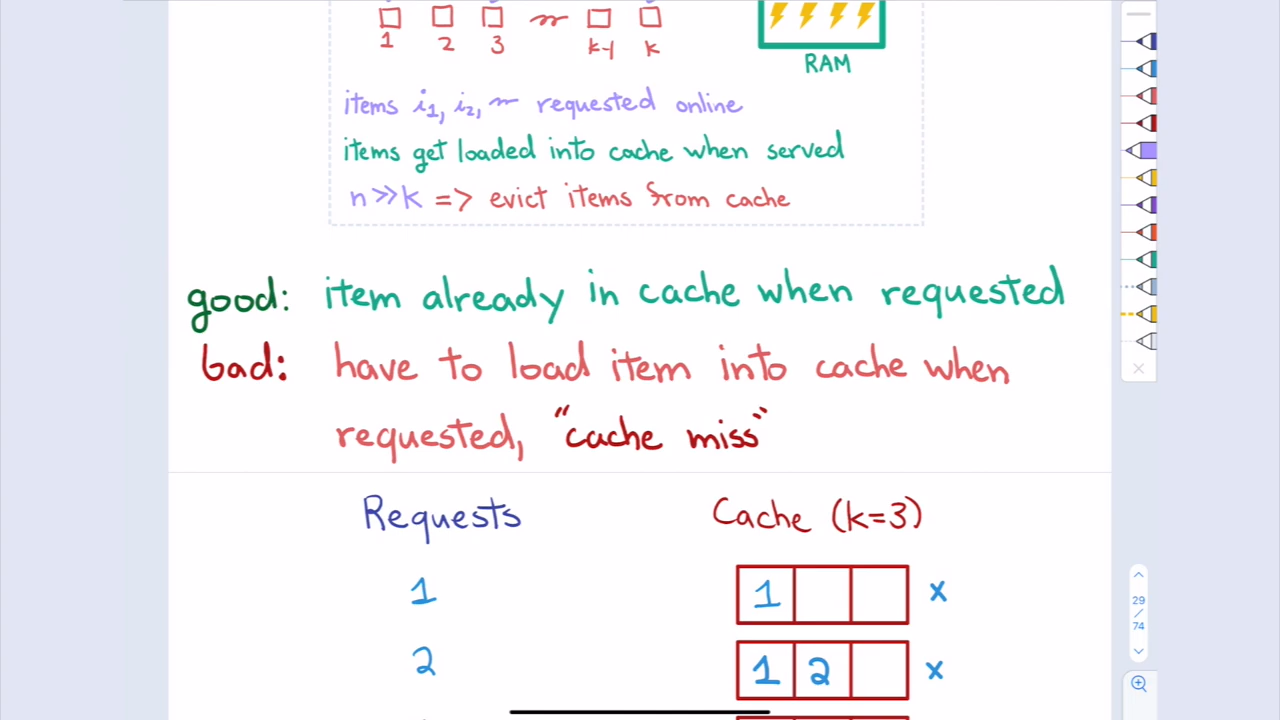 1 2 3 k-1 k
RAM
items i₁, i₂, requested online
items get loaded into cache when served
n>>k => evict items from cache
good: item already in cache when requested
bad: have to load item into cache when
requested, "cache miss"
Requests Cache (k=3)
1 1 x
2 1 2 x
29
/
74